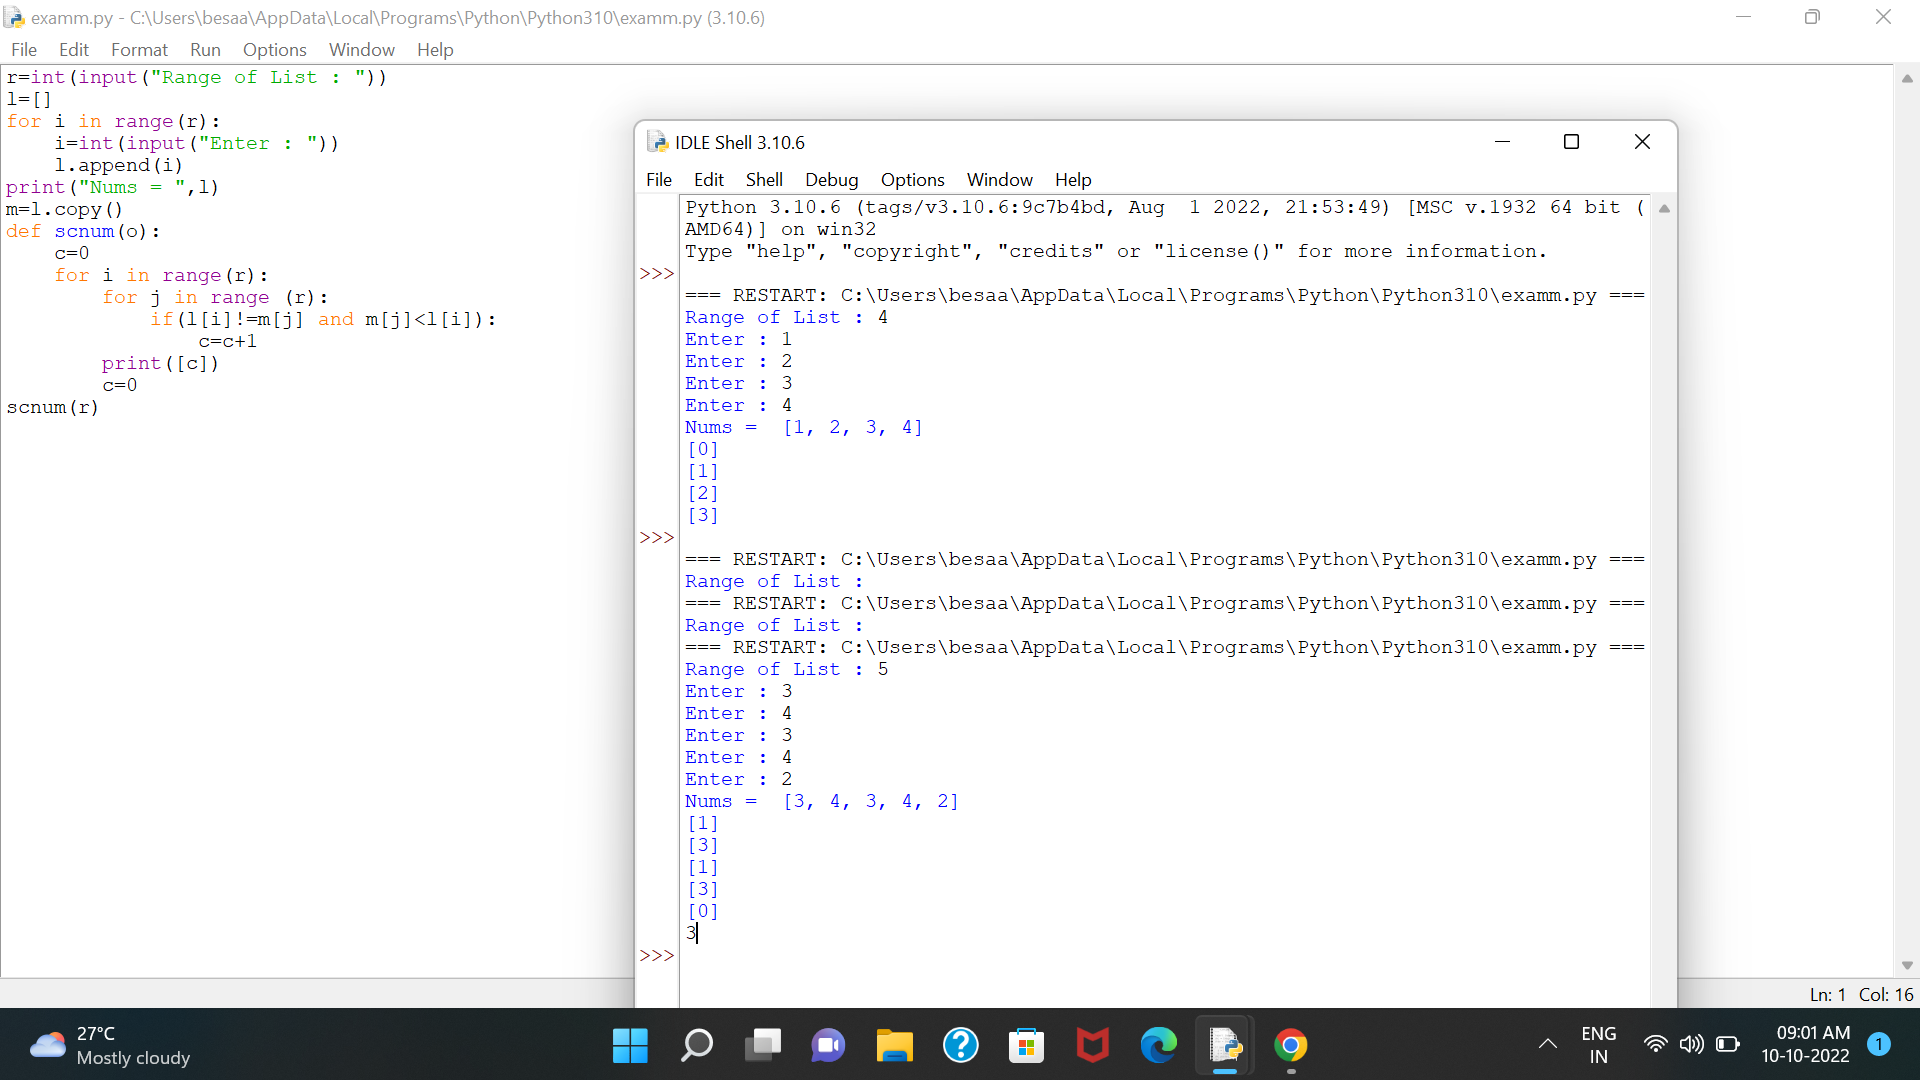 examm.py - C:\Users\besaa\AppData\Local\Programs\Python\Python310\examm.py (3.10.6)
File Edit Format Run Options Window Help
r=int(input("Range of List : "))
l=[]
for i in range(r):
    i=int(input("Enter : "))
    l.append(i)
print("Nums = ",l)
m=l.copy()
def scnum(o):
    c=0
    for i in range(r):
        for j in range (r):
            if(l[i]!=m[j] and m[j]<l[i]):
                c=c+1
        print([c])
        c=0
scnum(r)
IDLE Shell 3.10.6
File Edit Shell Debug Options Window Help
Python 3.10.6 (tags/v3.10.6:9c7b4bd, Aug  1 2022, 21:53:49) [MSC v.1932 64 bit (
AMD64)] on win32
Type "help", "copyright", "credits" or "license()" for more information.
>>>
=== RESTART: C:\Users\besaa\AppData\Local\Programs\Python\Python310\examm.py ===
Range of List : 4
Enter : 1
Enter : 2
Enter : 3
Enter : 4
Nums =  [1, 2, 3, 4]
[0]
[1]
[2]
[3]
>>>
=== RESTART: C:\Users\besaa\AppData\Local\Programs\Python\Python310\examm.py ===
Range of List :
=== RESTART: C:\Users\besaa\AppData\Local\Programs\Python\Python310\examm.py ===
Range of List :
=== RESTART: C:\Users\besaa\AppData\Local\Programs\Python\Python310\examm.py ===
Range of List : 5
Enter : 3
Enter : 4
Enter : 3
Enter : 4
Enter : 2
Nums =  [3, 4, 3, 4, 2]
[1]
[3]
[1]
[3]
[0]
3
>>>
Ln: 1 Col: 16
27°C
Mostly cloudy
ENG
IN
09:01 AM
10-10-2022
1